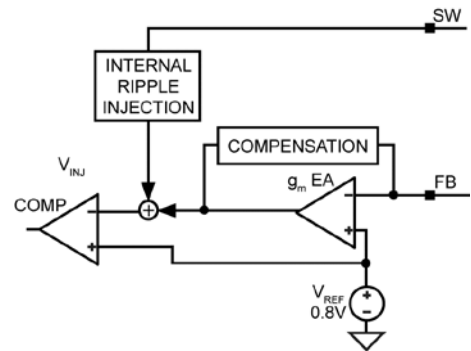 SW
INTERNAL
RIPPLE
INJECTION
COMPENSATION
V_INJ
g_m EA
FB
COMP
−
+
−
+
+
V_REF
0.8V
+
−